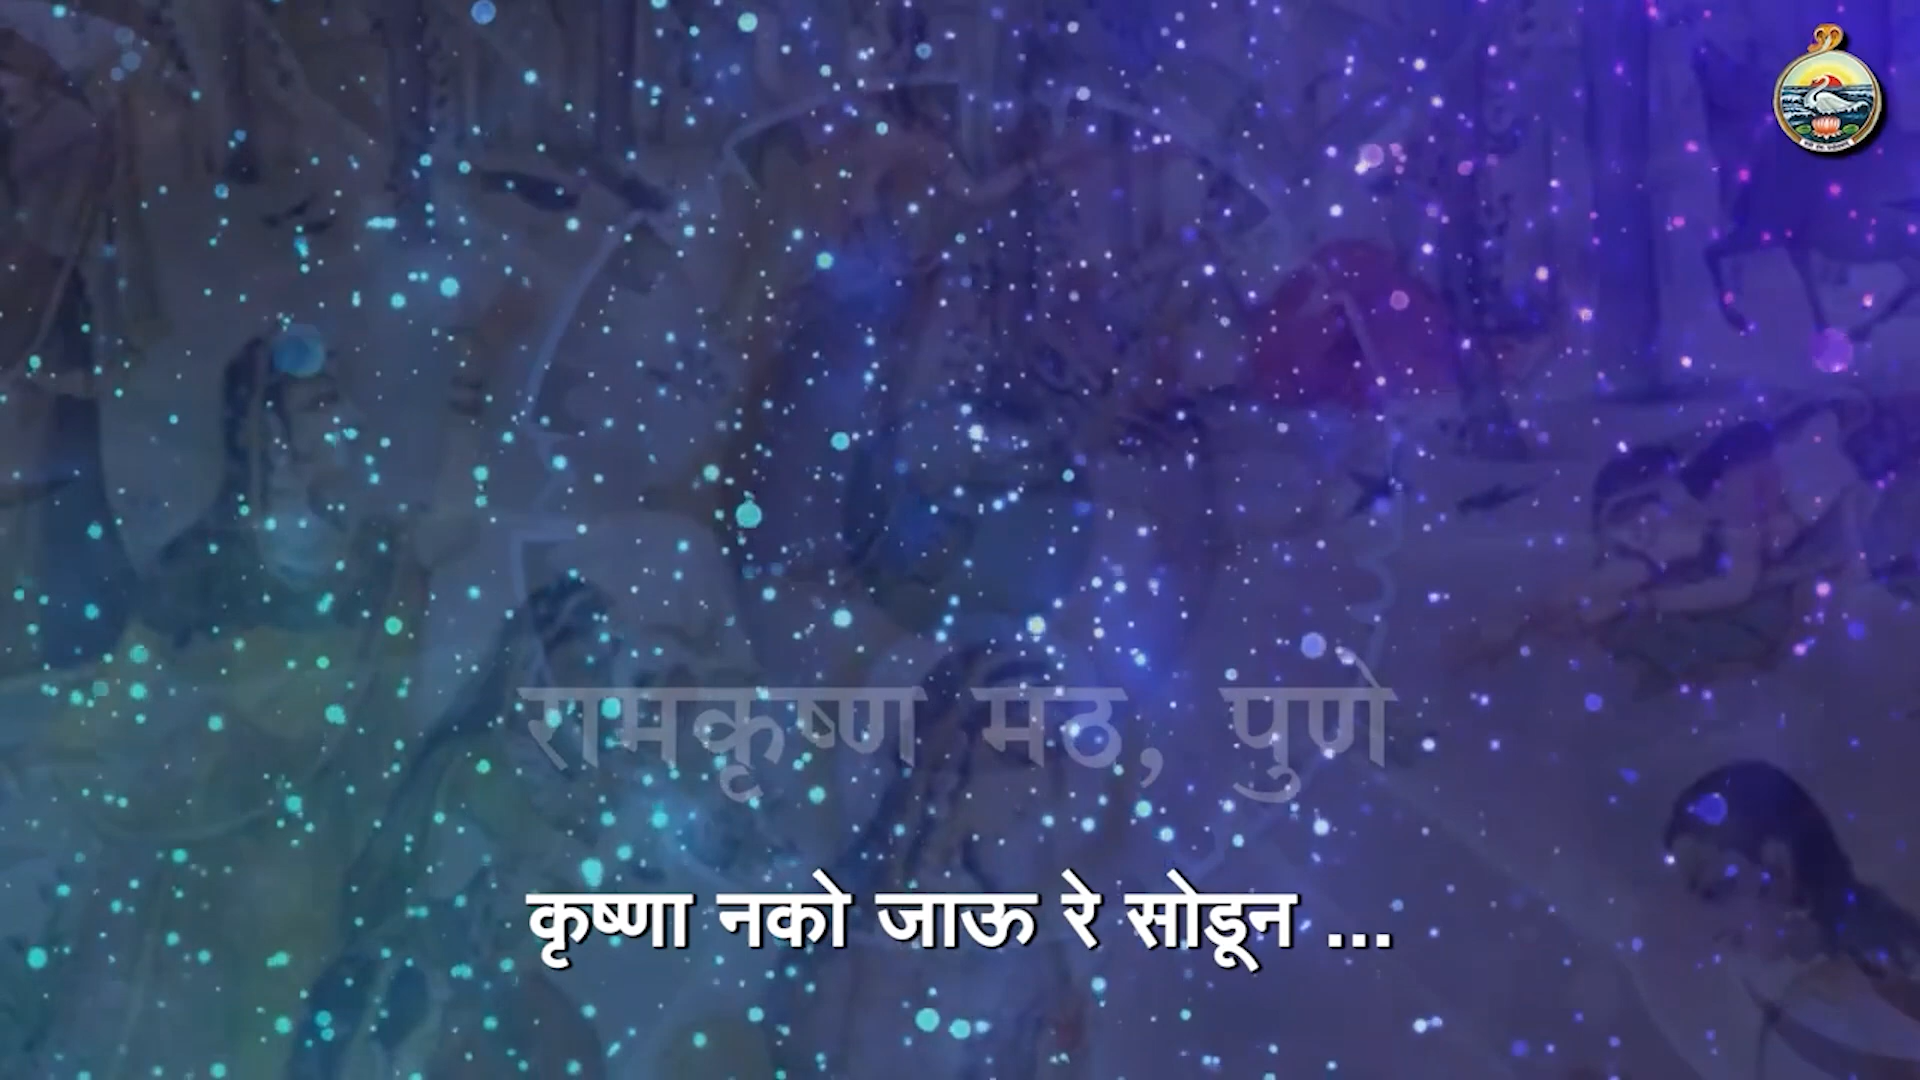 रामकृष्ण मठ, पुणे
कृष्णा नको जाऊ रे सोडून ...